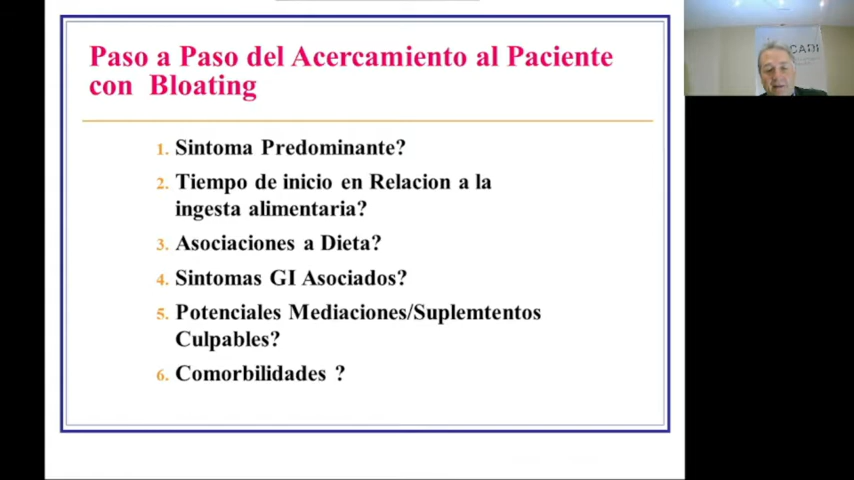 Paso a Paso del Acercamiento al Paciente
con Bloating
1. Sintoma Predominante?
2. Tiempo de inicio en Relacion a la
ingesta alimentaria?
3. Asociaciones a Dieta?
4. Sintomas GI Asociados?
5. Potenciales Mediaciones/Suplemtentos
Culpables?
6. Comorbilidades ?
CADI